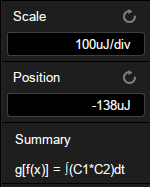 Scale
100uJ/div
Position
-138uJ
Summary
g[f(x)] = ∫(C1*C2)dt